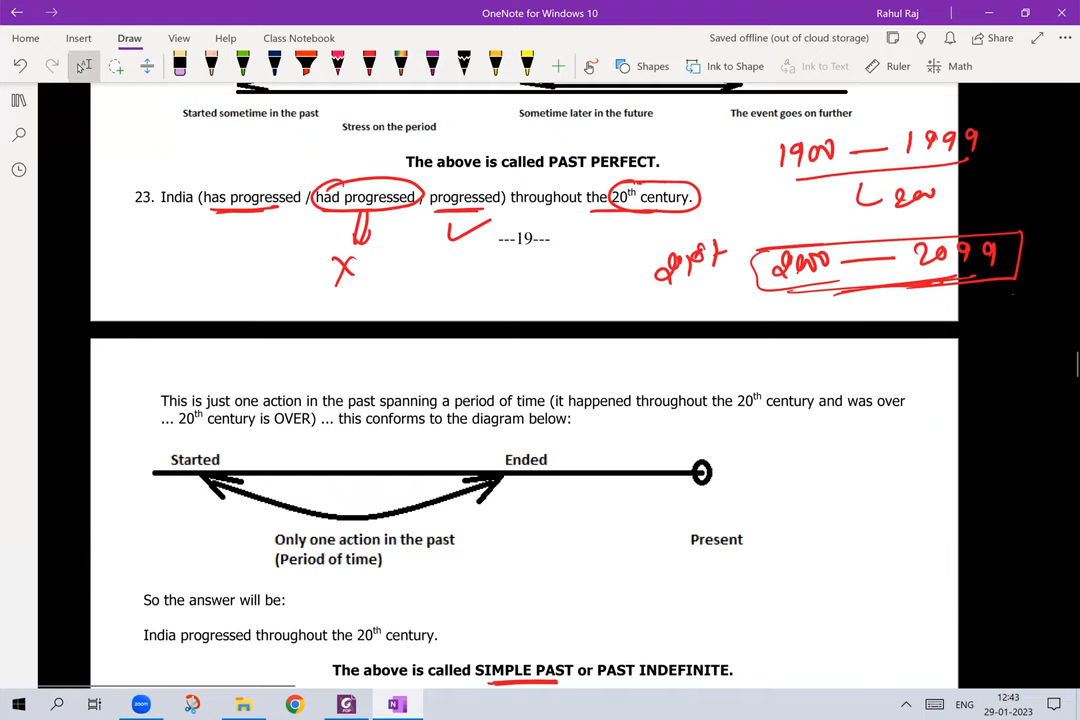 OneNote for Windows 10
Rahul Raj
Home Insert Draw View Help Class Notebook
Saved offline (out of cloud storage)
Share
Shapes
Ink to Shape
Ink to Text
Ruler
Math
Started sometime in the past
Sometime later in the future
The event goes on further
Stress on the period
The above is called PAST PERFECT.
1900 — 1999
23. India (has progressed / had progressed / progressed) throughout the 20th century.
---19---
X
2000 — 2099
This is just one action in the past spanning a period of time (it happened throughout the 20th century and was over
... 20th century is OVER) ... this conforms to the diagram below:
Started
Ended
Only one action in the past
(Period of time)
Present
So the answer will be:
India progressed throughout the 20th century.
The above is called SIMPLE PAST or PAST INDEFINITE.
zoom
ENG
12:43
29-01-2023